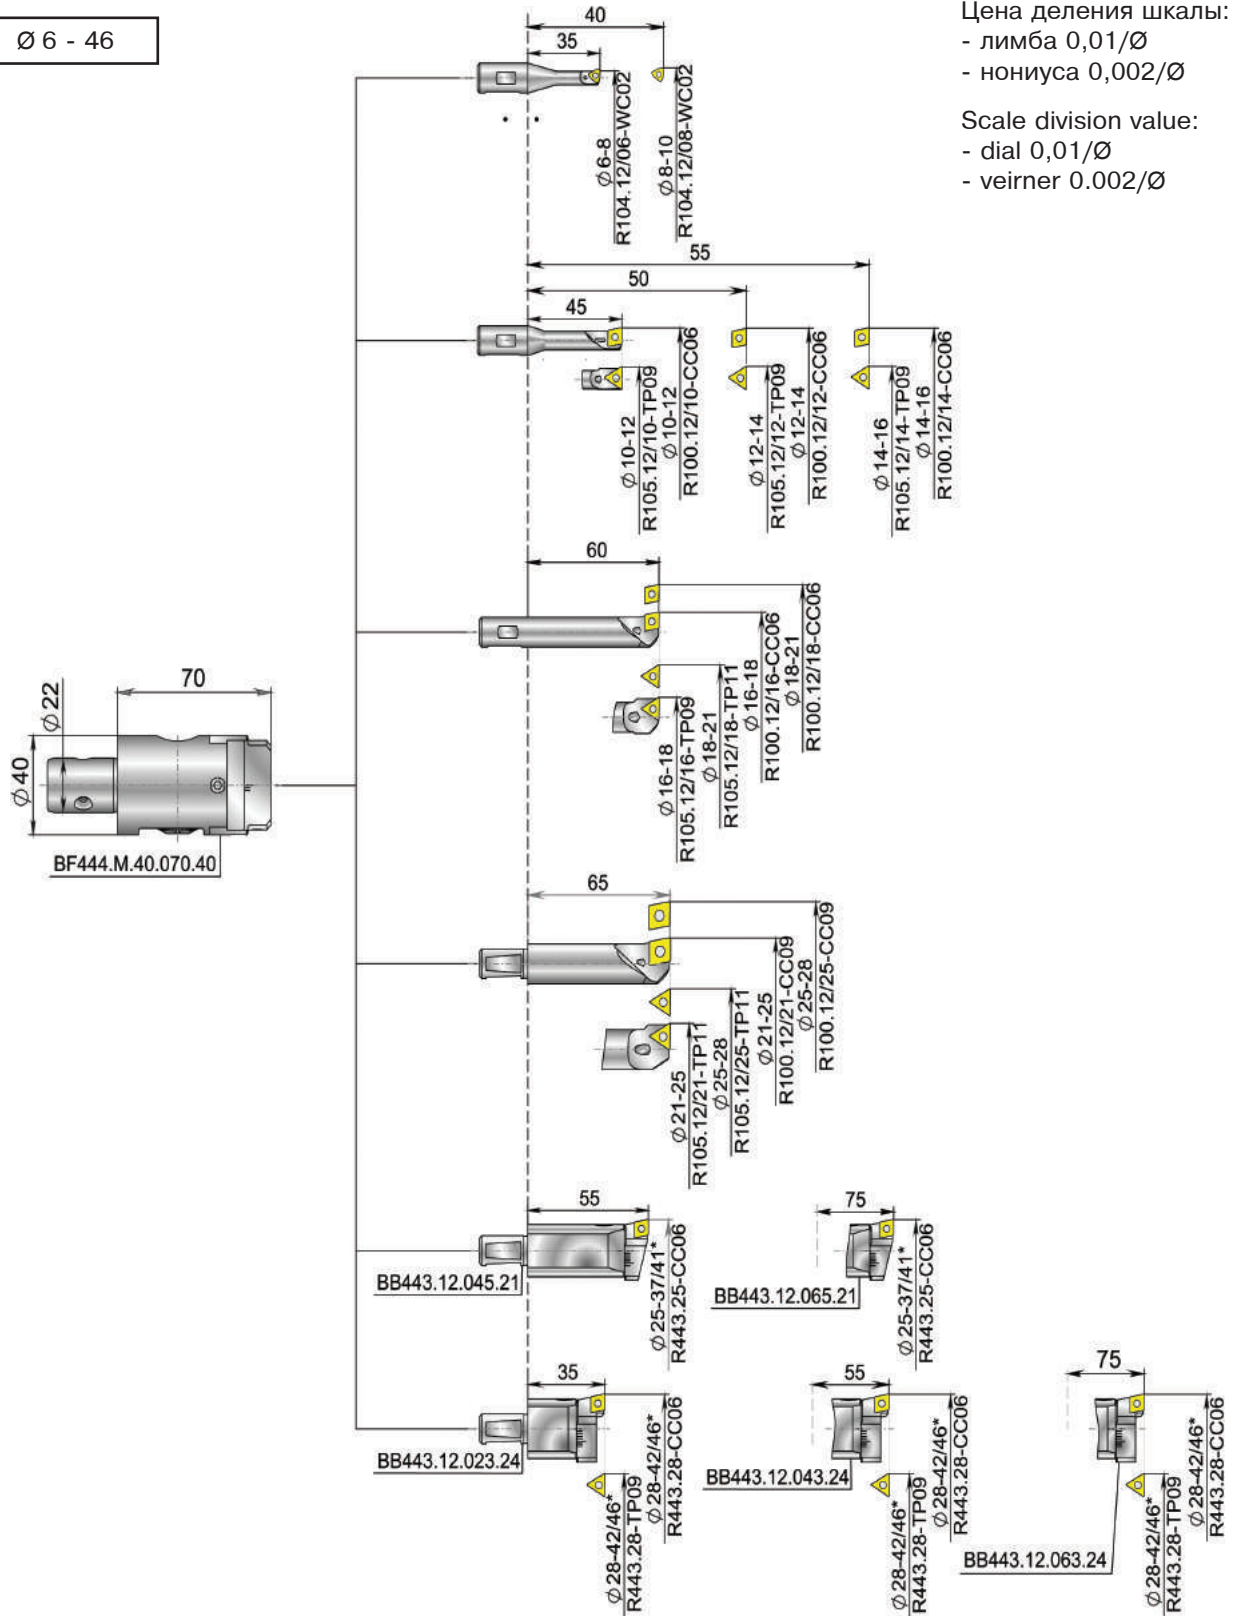 Ø 6 - 46
Цена деления шкалы:
- лимба 0,01/Ø
- нониуса 0,002/Ø
Scale division value:
- dial 0,01/Ø
- veirner 0.002/Ø
40
35
Ø6-8
R104.12/06-WC02
Ø8-10
R104.12/08-WC02
55
50
45
Ø10-12
R105.12/10-TP09
Ø10-12
R100.12/10-CC06
Ø12-14
R105.12/12-TP09
Ø12-14
R100.12/12-CC06
Ø14-16
R105.12/14-TP09
Ø14-16
R100.12/14-CC06
60
Ø16-18
R105.12/16-TP09
Ø18-21
R105.12/18-TP11
Ø16-18
R100.12/16-CC06
Ø18-21
R100.12/18-CC06
70
Ø22
Ø40
BF444.M.40.070.40
65
Ø21-25
R105.12/21-TP11
Ø25-28
R105.12/25-TP11
Ø21-25
R100.12/21-CC09
Ø25-28
R100.12/25-CC09
55
BB443.12.045.21
Ø25-37/41*
R443.25-CC06
75
BB443.12.065.21
Ø25-37/41*
R443.25-CC06
35
BB443.12.023.24
Ø28-42/46*
R443.28-TP09
Ø28-42/46*
R443.28-CC06
55
BB443.12.043.24
Ø28-42/46*
R443.28-TP09
Ø28-42/46*
R443.28-CC06
75
BB443.12.063.24
Ø28-42/46*
R443.28-TP09
Ø28-42/46*
R443.28-CC06